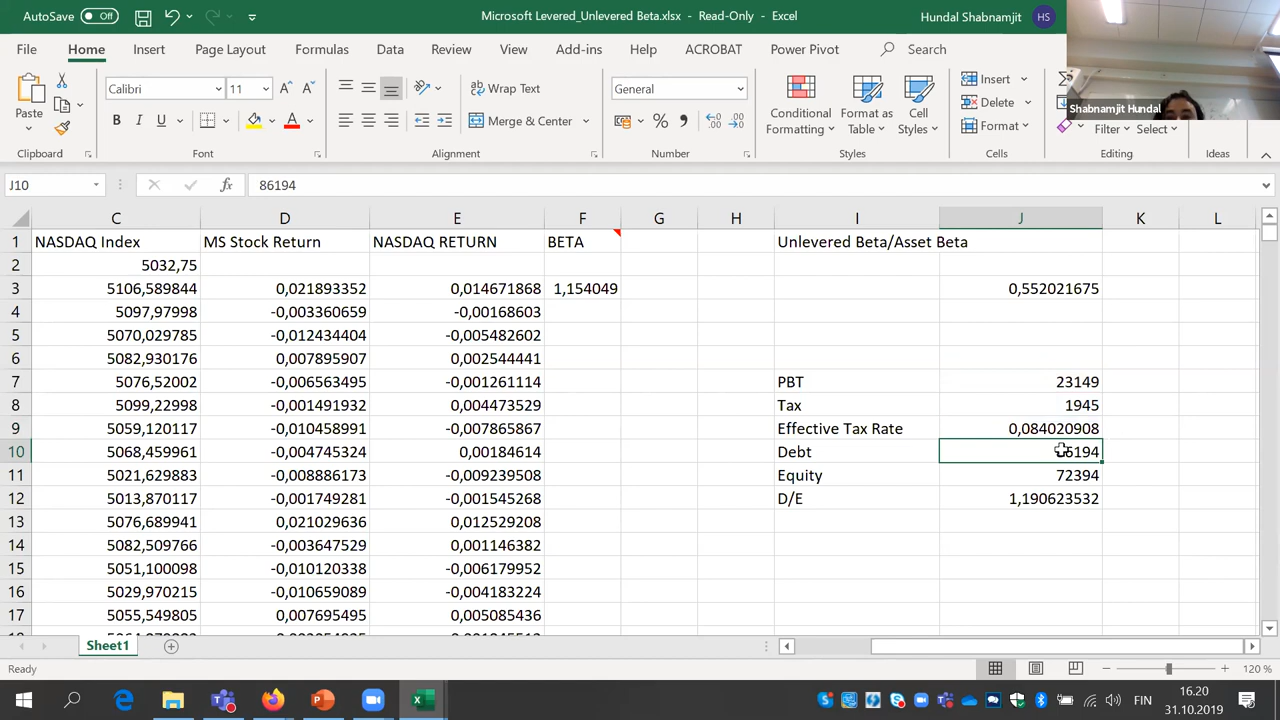 AutoSave Off Microsoft Levered_Unlevered Beta.xlsx - Read-Only - Excel Hundal Shabnamjit HS
File Home Insert Page Layout Formulas Data Review View Add-ins Help ACROBAT Power Pivot Search
Calibri 11 Wrap Text General Insert
Paste Conditional Format as Cell Delete
B I U Merge & Center % Formatting Table Styles Format Filter Select
Clipboard Font Alignment Number Styles Cells Editing Ideas
Shabnamjit Hundal
J10 fx 86194
C D E F G H I J K L
1 NASDAQ Index MS Stock Return NASDAQ RETURN BETA Unlevered Beta/Asset Beta
2 5032,75
3 5106,589844 0,021893352 0,014671868 1,154049 0,552021675
4 5097,97998 -0,003360659 -0,00168603
5 5070,029785 -0,012434404 -0,005482602
6 5082,930176 0,007895907 0,002544441
7 5076,52002 -0,006563495 -0,001261114 PBT 23149
8 5099,22998 -0,001491932 0,004473529 Tax 1945
9 5059,120117 -0,010458991 -0,007865867 Effective Tax Rate 0,084020908
10 5068,459961 -0,004745324 0,00184614 Debt
11 5021,629883 -0,008886173 -0,009239508 Equity 72394
12 5013,870117 -0,001749281 -0,001545268 D/E 1,190623532
13 5076,689941 0,021029636 0,012529208
14 5082,509766 -0,003647529 0,001146382
15 5051,100098 -0,010120338 -0,006179952
16 5029,970215 -0,010659089 -0,004183224
17 5055,549805 0,007695495 0,005085436
Sheet1
Ready 120 %
FIN 16.20
31.10.2019